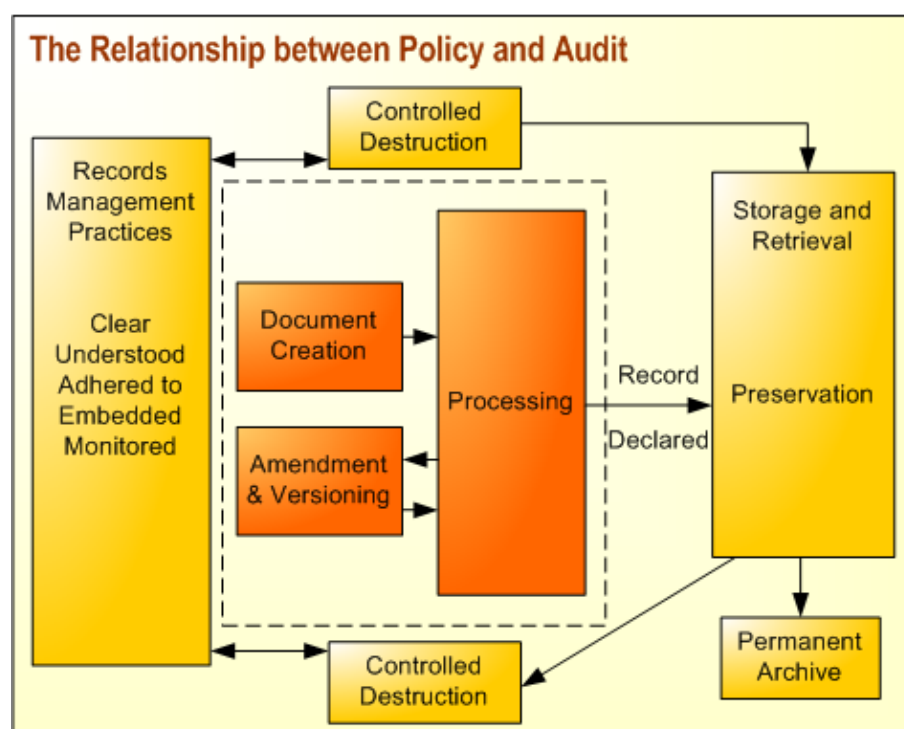 The Relationship between Policy and Audit
Controlled
Destruction
Records
Management
Practices
Clear
Understood
Adhered to
Embedded
Monitored
Document
Creation
Amendment
& Versioning
Processing
Record
Declared
Storage and
Retrieval
Preservation
Controlled
Destruction
Permanent
Archive